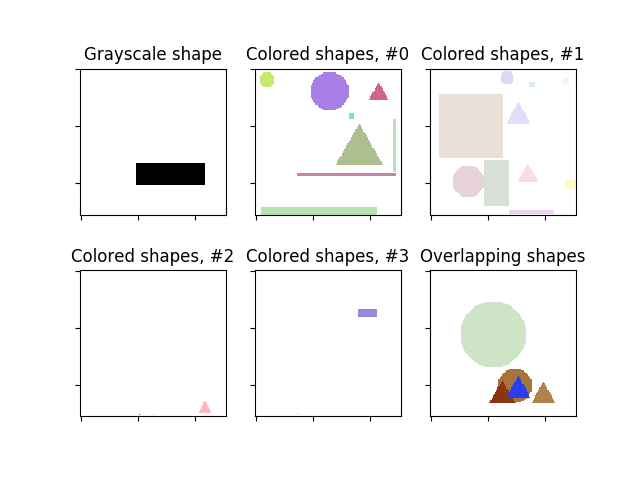 Grayscale shape
Colored shapes, #0
Colored shapes, #1
Colored shapes, #2
Colored shapes, #3
Overlapping shapes